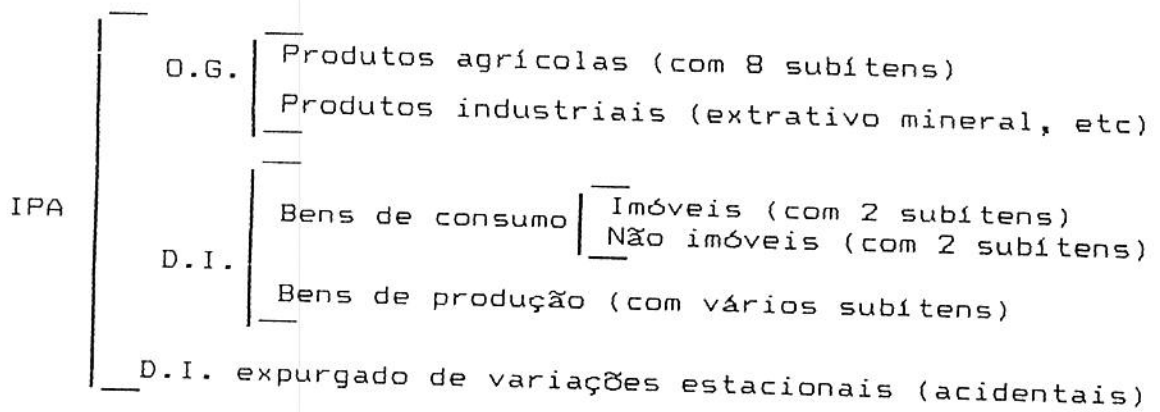 O.G. Produtos agrícolas (com 8 subítens)
Produtos industriais (extrativo mineral, etc)
IPA
Bens de consumo Imóveis (com 2 subítens)
Não imóveis (com 2 subítens)
D.I.
Bens de produção (com vários subítens)
D.I. expurgado de variações estacionais (acidentais)